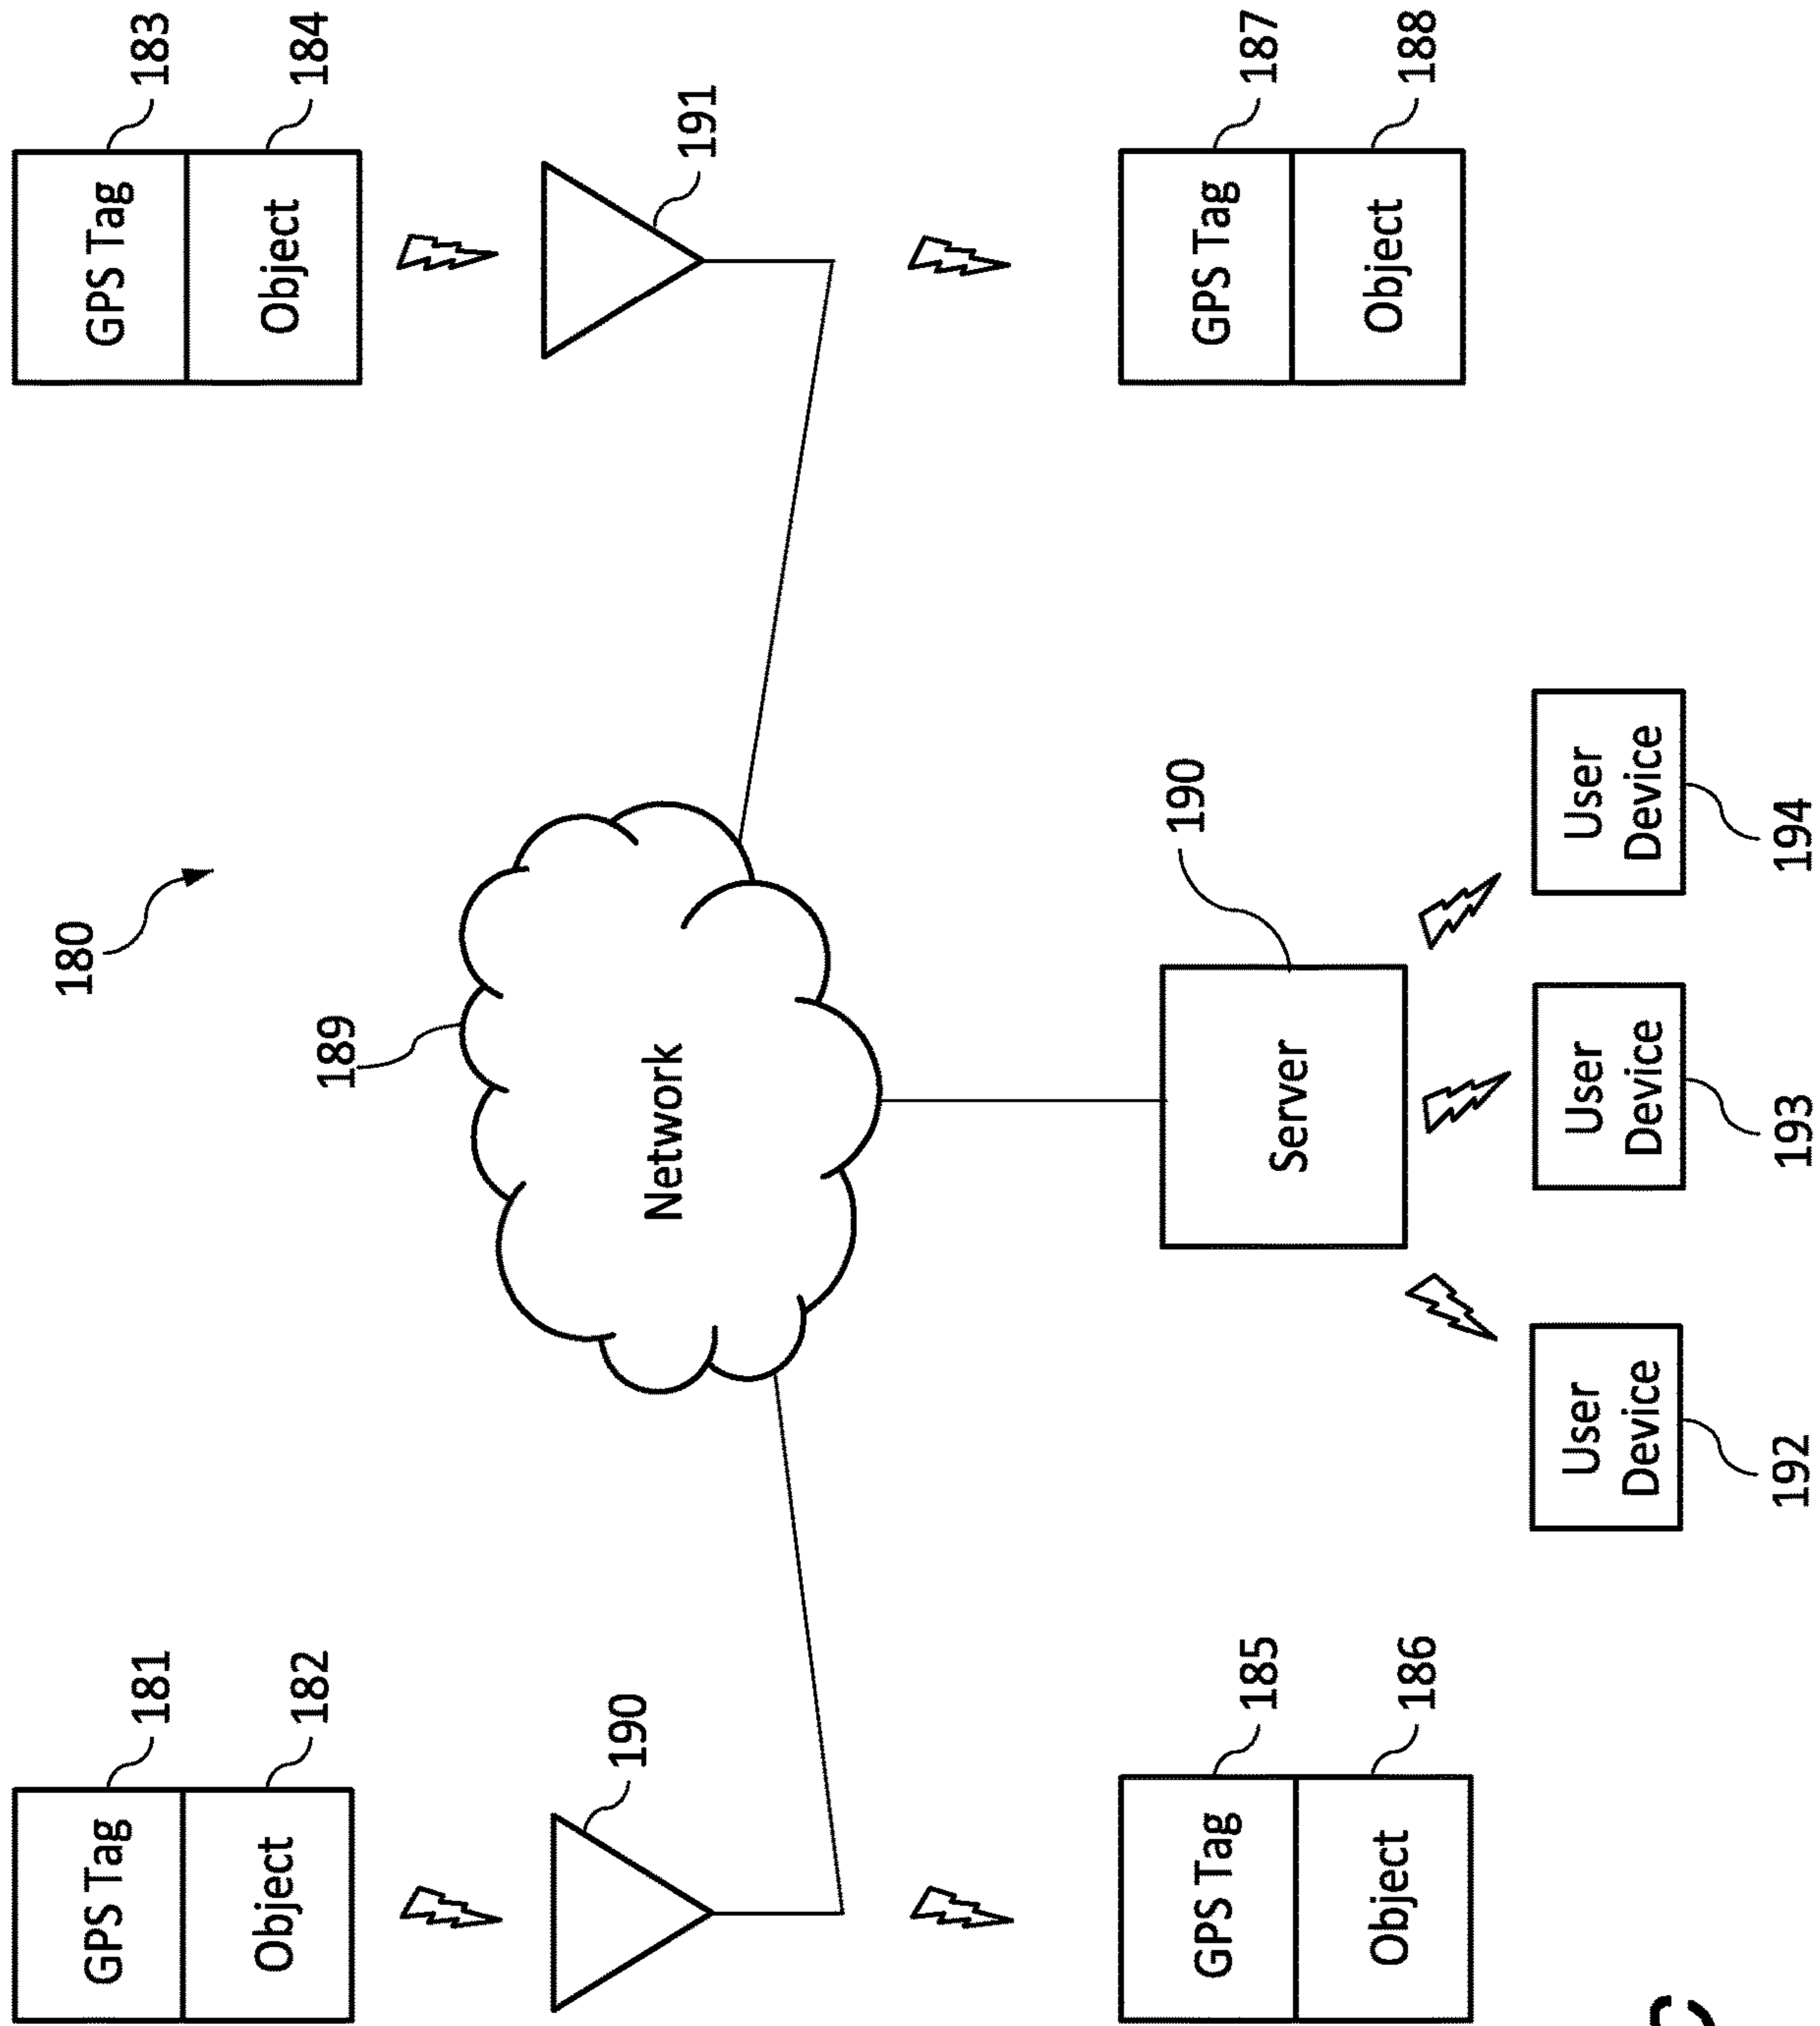 180
GPS Tag
181
GPS Tag
183
Object
182
Object
184
189
190
Network
191
190
GPS Tag
185
GPS Tag
187
Server
Object
186
Object
188
User
Device
User
Device
User
Device
192
193
194